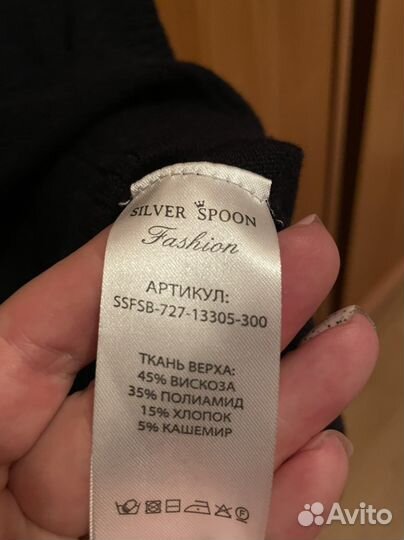 SILVER SPOON
Fashion
АРТИКУЛ:
SSFSB-727-13305-300
ТКАНЬ ВЕРХА:
45% ВИСКОЗА
35% ПОЛИАМИД
15% ХЛОПОК
5% КАШЕМИР
Avito